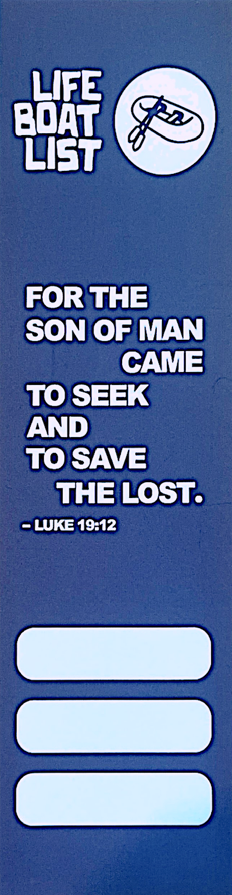 LIFE
BOAT
LIST
FOR THE
SON OF MAN
CAME
TO SEEK
AND
TO SAVE
THE LOST.
– LUKE 19:12